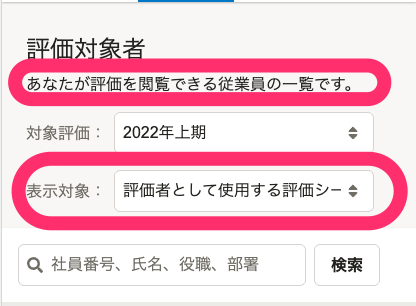 評価対象者
あなたが評価を閲覧できる従業員の一覧です。
対象評価： 2022年上期
表示対象： 評価者として使用する評価シー
社員番号、氏名、役職、部署 検索